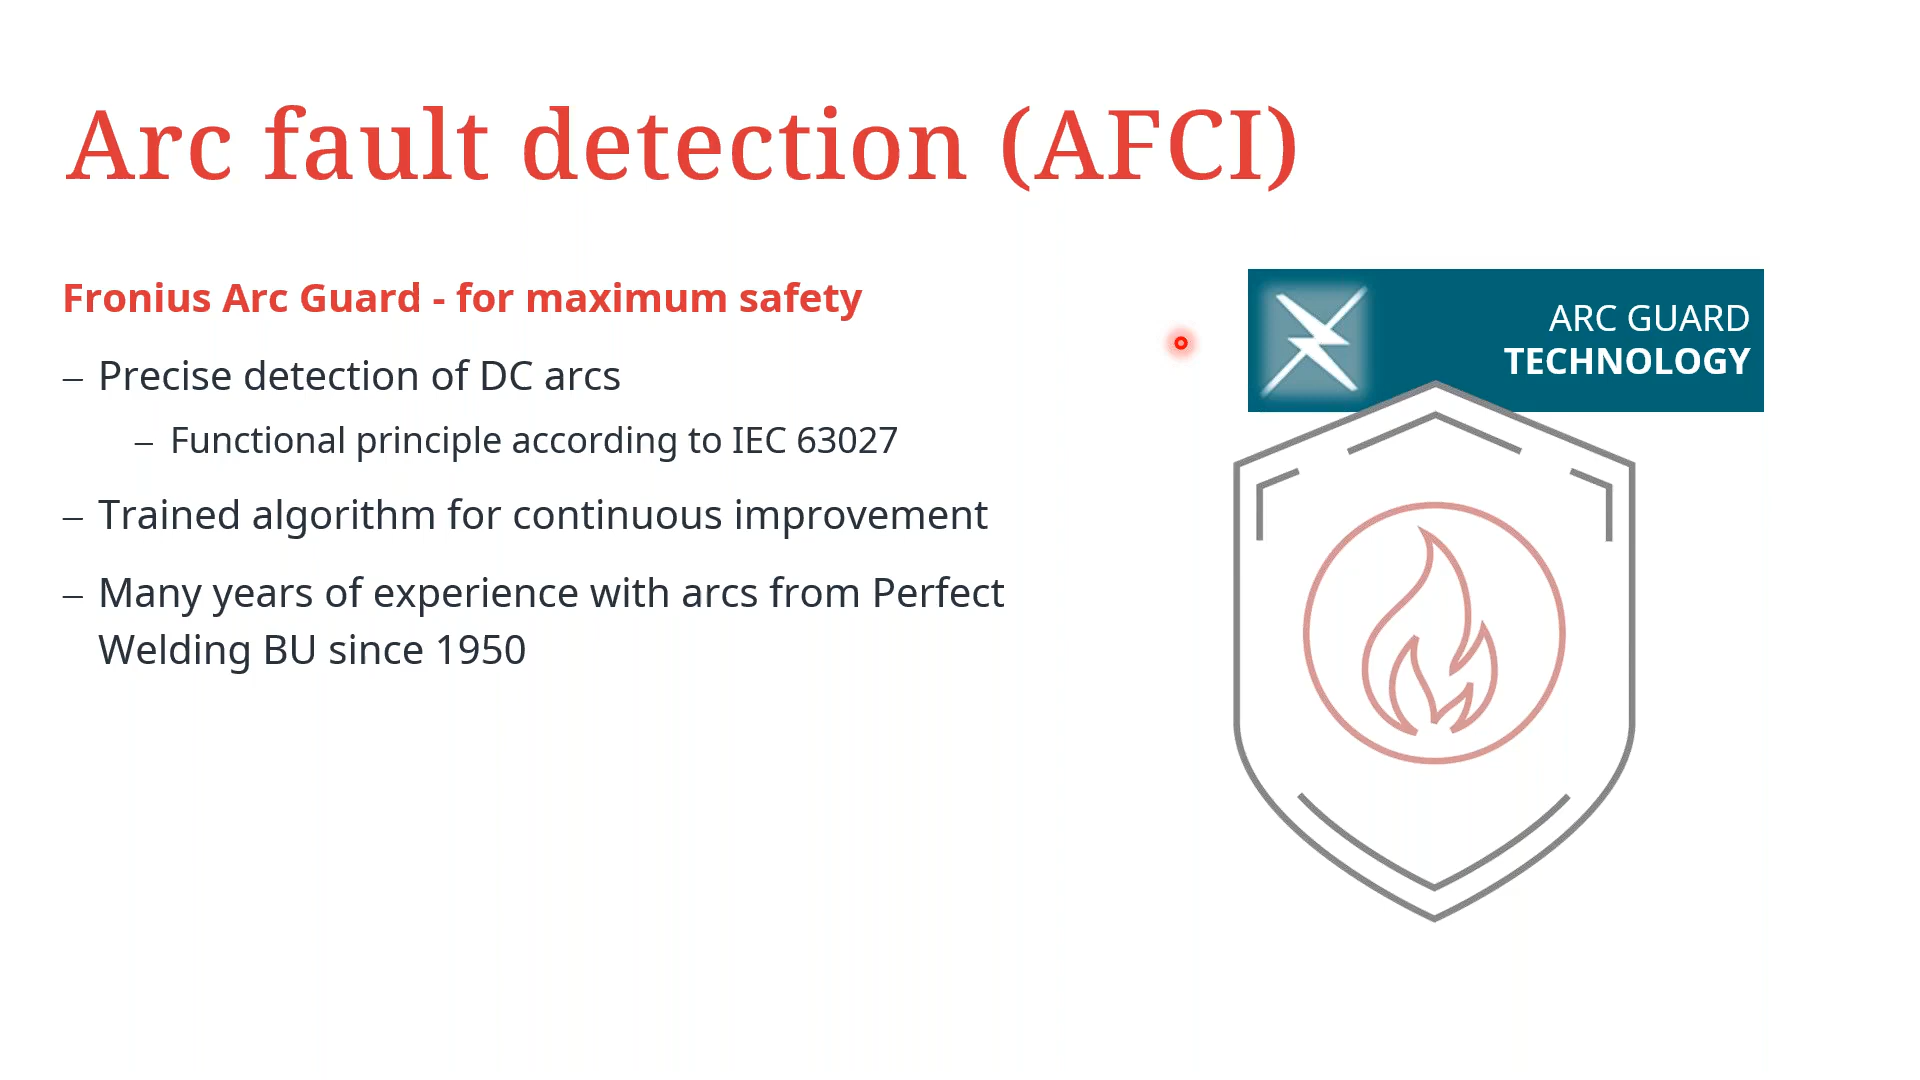 Arc fault detection (AFCI)
Fronius Arc Guard - for maximum safety
– Precise detection of DC arcs
– Functional principle according to IEC 63027
– Trained algorithm for continuous improvement
– Many years of experience with arcs from Perfect
Welding BU since 1950
ARC GUARD
TECHNOLOGY